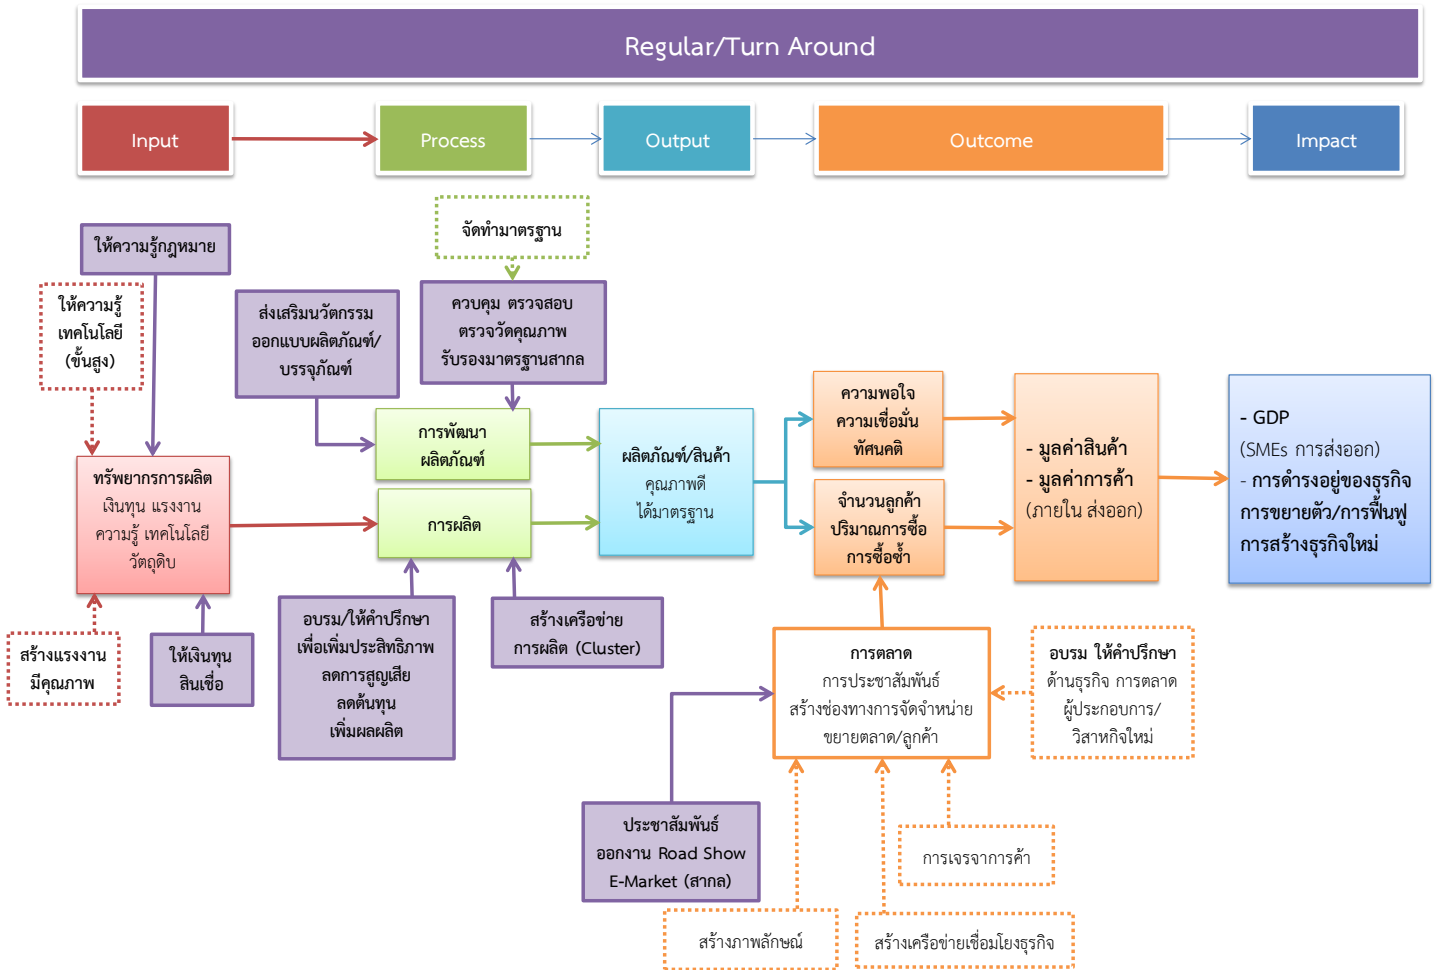 Regular/Turn Around
Input
Process
Output
Outcome
Impact
จัดทำมาตรฐาน
ให้ความรู้กฎหมาย
ให้ความรู้
เทคโนโลยี
(ขั้นสูง)
ส่งเสริมนวัตกรรม
ออกแบบผลิตภัณฑ์/
บรรจุภัณฑ์
ควบคุม ตรวจสอบ
ตรวจวัดคุณภาพ
รับรองมาตรฐานสากล
ทรัพยากรการผลิต
เงินทุน แรงงาน
ความรู้ เทคโนโลยี
วัตถุดิบ
การพัฒนา
ผลิตภัณฑ์
การผลิต
ผลิตภัณฑ์/สินค้า
คุณภาพดี
ได้มาตรฐาน
ความพอใจ
ความเชื่อมั่น
ทัศนคติ
จำนวนลูกค้า
ปริมาณการซื้อ
การซื้อซ้ำ
- มูลค่าสินค้า
- มูลค่าการค้า
(ภายใน ส่งออก)
- GDP
(SMEs การส่งออก)
- การดำรงอยู่ของธุรกิจ
การขยายตัว/การฟื้นฟู
การสร้างธุรกิจใหม่
สร้างแรงงาน
มีคุณภาพ
ให้เงินทุน
สินเชื่อ
อบรม/ให้คำปรึกษา
เพื่อเพิ่มประสิทธิภาพ
ลดการสูญเสีย
ลดต้นทุน
เพิ่มผลผลิต
สร้างเครือข่าย
การผลิต (Cluster)
การตลาด
การประชาสัมพันธ์
สร้างช่องทางการจัดจำหน่าย
ขยายตลาด/ลูกค้า
อบรม ให้คำปรึกษา
ด้านธุรกิจ การตลาด
ผู้ประกอบการ/
วิสาหกิจใหม่
ประชาสัมพันธ์
ออกงาน Road Show
E-Market (สากล)
การเจรจาการค้า
สร้างภาพลักษณ์
สร้างเครือข่ายเชื่อมโยงธุรกิจ